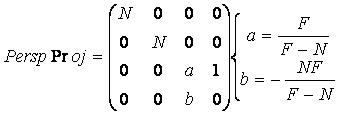 Persp Proj = 
N 0 0 0
0 N 0 0
0 0 a 1
0 0 b 0
a = F / (F − N)
b = − NF / (F − N)